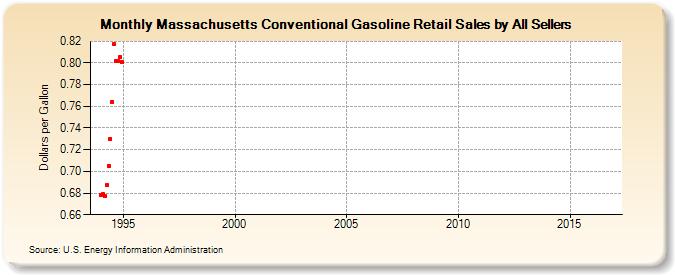 Monthly Massachusetts Conventional Gasoline Retail Sales by All Sellers
Dollars per Gallon
0.82
0.80
0.78
0.76
0.74
0.72
0.70
0.68
0.66
1995 2000 2005 2010 2015
Source: U.S. Energy Information Administration